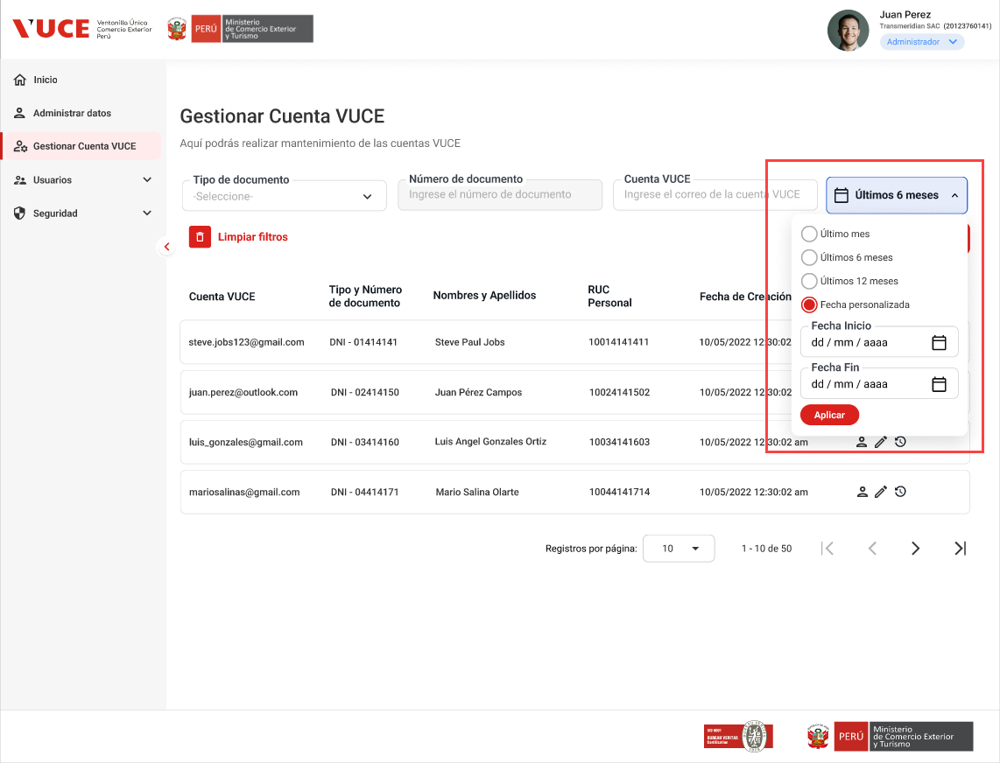 VUCE
Ventanilla Única
Comercio Exterior
Perú
PERÚ
Ministerio
de Comercio Exterior
y Turismo
Juan Perez
Transmeridian SAC (20123760141)
Administrador
Inicio
Administrar datos
Gestionar Cuenta VUCE
Usuarios
Seguridad
Gestionar Cuenta VUCE
Aquí podrás realizar mantenimiento de las cuentas VUCE
Tipo de documento
-Seleccione-
Número de documento
Ingrese el número de documento
Cuenta VUCE
Ingrese el correo de la cuenta VUCE
Últimos 6 meses
Limpiar filtros
Último mes
Últimos 6 meses
Últimos 12 meses
Fecha personalizada
Fecha Inicio
dd / mm / aaaa
Fecha Fin
dd / mm / aaaa
Aplicar
Cuenta VUCE
Tipo y Número
de documento
Nombres y Apellidos
RUC
Personal
Fecha de Creación
steve.jobs123@gmail.com DNI - 01414141 Steve Paul Jobs 10014141411 10/05/2022 12:30:02
juan.perez@outlook.com DNI - 02414150 Juan Pérez Campos 10024141502 10/05/2022 12:30:02
luis_gonzales@gmail.com DNI - 03414160 Luis Angel Gonzales Ortiz 10034141603 10/05/2022 12:30:02 am
mariosalinas@gmail.com DNI - 04414171 Mario Salina Olarte 10044141714 10/05/2022 12:30:02 am
Registros por página: 10 1 - 10 de 50
ISO 9001
BUREAU VERITAS
Certification
PERÚ
Ministerio
de Comercio Exterior
y Turismo